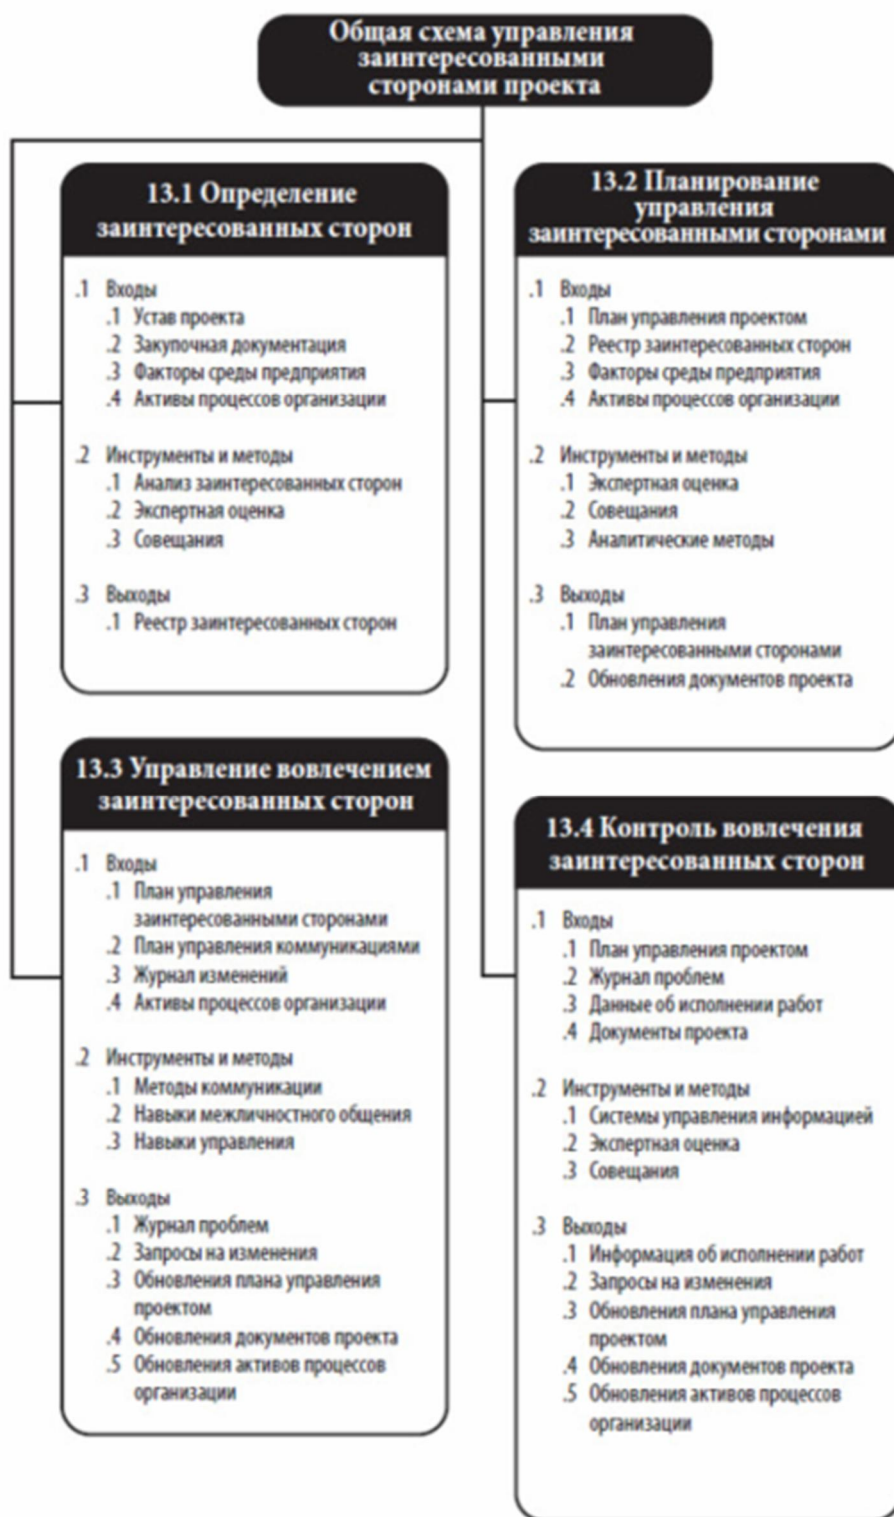 Общая схема управления
заинтересованными
сторонами проекта
13.1 Определение
заинтересованных сторон
.1 Входы
.1 Устав проекта
.2 Закупочная документация
.3 Факторы среды предприятия
.4 Активы процессов организации
.2 Инструменты и методы
.1 Анализ заинтересованных сторон
.2 Экспертная оценка
.3 Совещания
.3 Выходы
.1 Реестр заинтересованных сторон
13.2 Планирование
управления
заинтересованными сторонами
.1 Входы
.1 План управления проектом
.2 Реестр заинтересованных сторон
.3 Факторы среды предприятия
.4 Активы процессов организации
.2 Инструменты и методы
.1 Экспертная оценка
.2 Совещания
.3 Аналитические методы
.3 Выходы
.1 План управления
заинтересованными сторонами
.2 Обновления документов проекта
13.3 Управление вовлечением
заинтересованных сторон
.1 Входы
.1 План управления
заинтересованными сторонами
.2 План управления коммуникациями
.3 Журнал изменений
.4 Активы процессов организации
.2 Инструменты и методы
.1 Методы коммуникации
.2 Навыки межличностного общения
.3 Навыки управления
.3 Выходы
.1 Журнал проблем
.2 Запросы на изменения
.3 Обновления плана управления
проектом
.4 Обновления документов проекта
.5 Обновления активов процессов
организации
13.4 Контроль вовлечения
заинтересованных сторон
.1 Входы
.1 План управления проектом
.2 Журнал проблем
.3 Данные об исполнении работ
.4 Документы проекта
.2 Инструменты и методы
.1 Системы управления информацией
.2 Экспертная оценка
.3 Совещания
.3 Выходы
.1 Информация об исполнении работ
.2 Запросы на изменения
.3 Обновления плана управления
проектом
.4 Обновления документов проекта
.5 Обновления активов процессов
организации